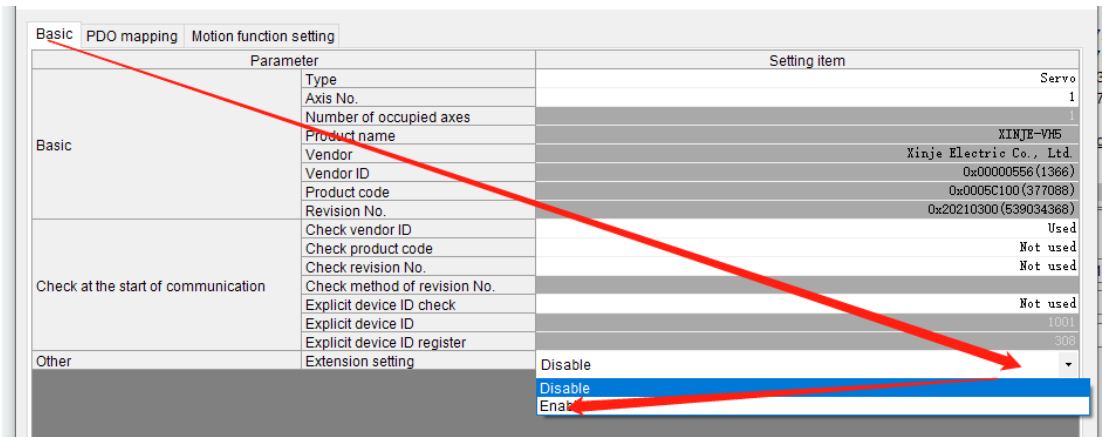 Basic PDO mapping Motion function setting
Parameter Setting item
Basic
Type Servo
Axis No. 1
Number of occupied axes 1
Product name XINJE-VH5
Vendor Xinje Electric Co., Ltd.
Vendor ID 0x00000556(1366)
Product code 0x0005C100(377088)
Revision No. 0x20210300(539034368)
Check at the start of communication
Check vendor ID Used
Check product code Not used
Check revision No. Not used
Check method of revision No.
Explicit device ID check Not used
Explicit device ID 1001
Explicit device ID register 308
Other Extension setting Disable
Disable